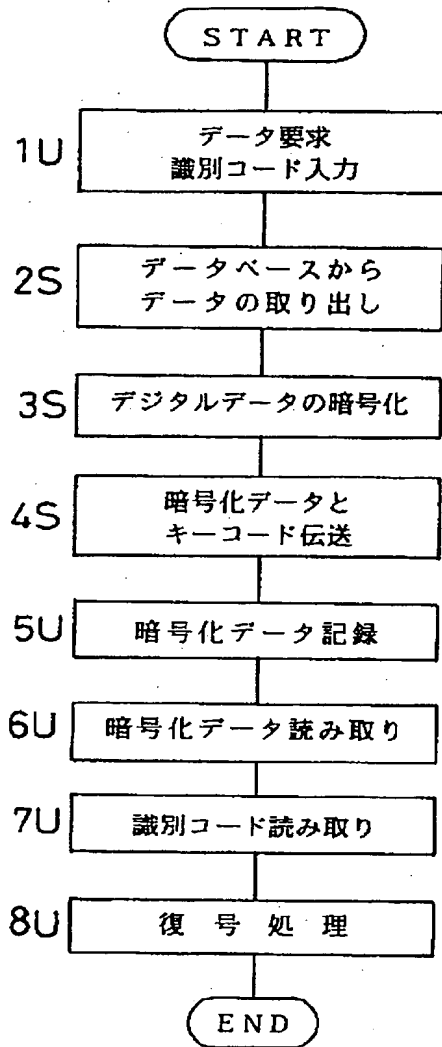 START
1U
データ要求
識別コード入力
2S
データベースから
データの取り出し
3S
デジタルデータの暗号化
4S
暗号化データと
キーコード伝送
5U
暗号化データ記録
6U
暗号化データ読み取り
7U
識別コード読み取り
8U
復号処理
END